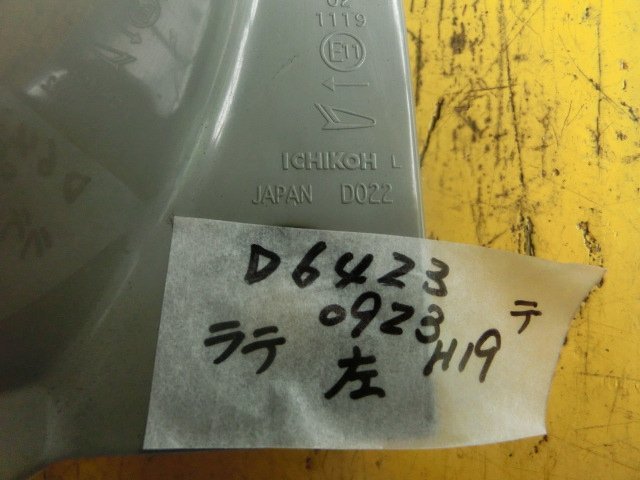 02
1119
E11
ICHIKOH L
JAPAN D022
D6423
0923 テ
ラテ 左 H19